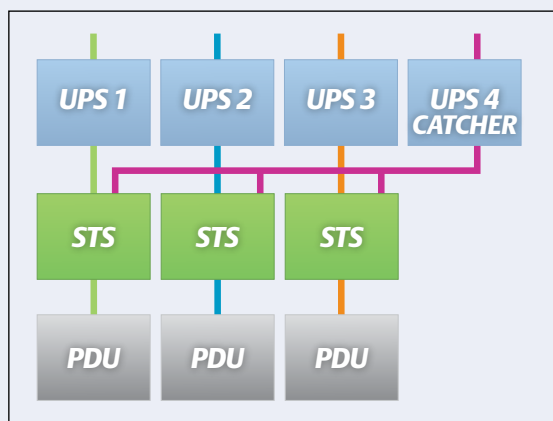 UPS 1
UPS 2
UPS 3
UPS 4
CATCHER
STS
STS
STS
PDU
PDU
PDU